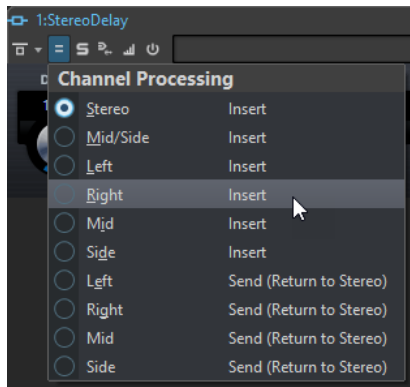 1:StereoDelay
S
Channel Processing
Stereo Insert
Mid/Side Insert
Left Insert
Right Insert
Mid Insert
Side Insert
Left Send (Return to Stereo)
Right Send (Return to Stereo)
Mid Send (Return to Stereo)
Side Send (Return to Stereo)